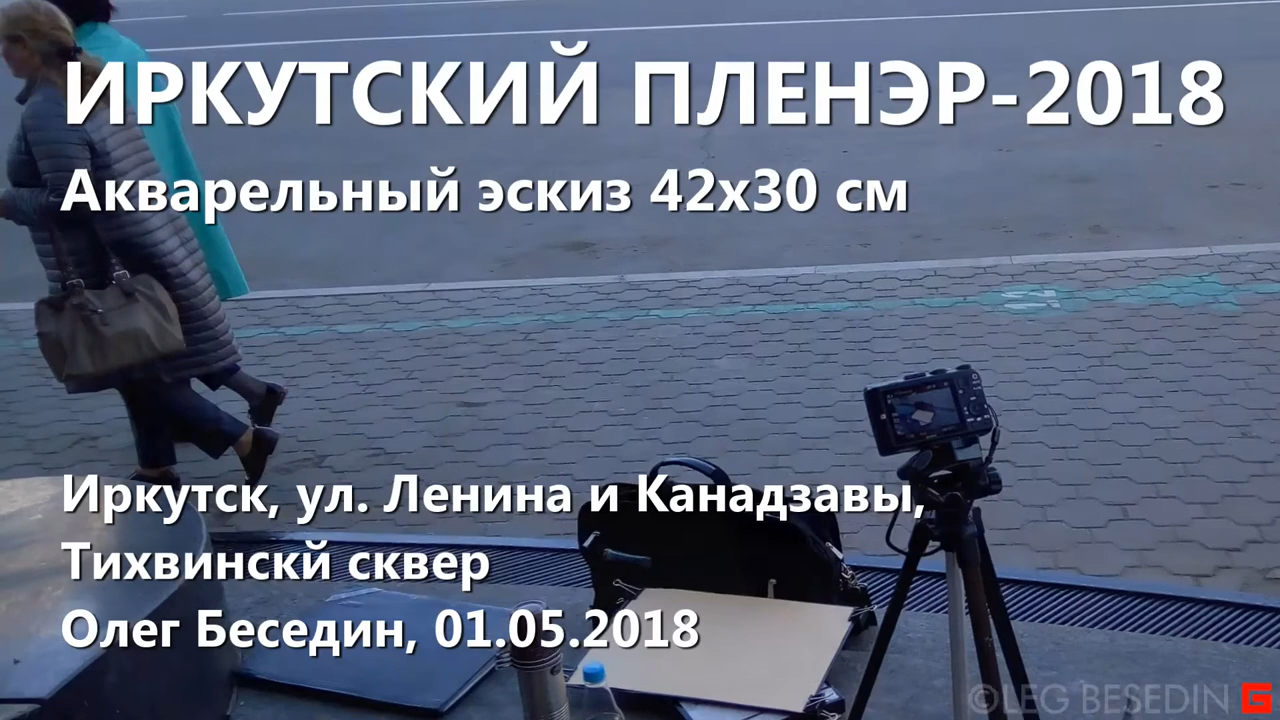 ИРКУТСКИЙ ПЛЕНЭР-2018
Акварельный эскиз 42х30 см
Иркутск, ул. Ленина и Канадзавы,
Тихвинскй сквер
Олег Беседин, 01.05.2018
©LEG BESEDIN